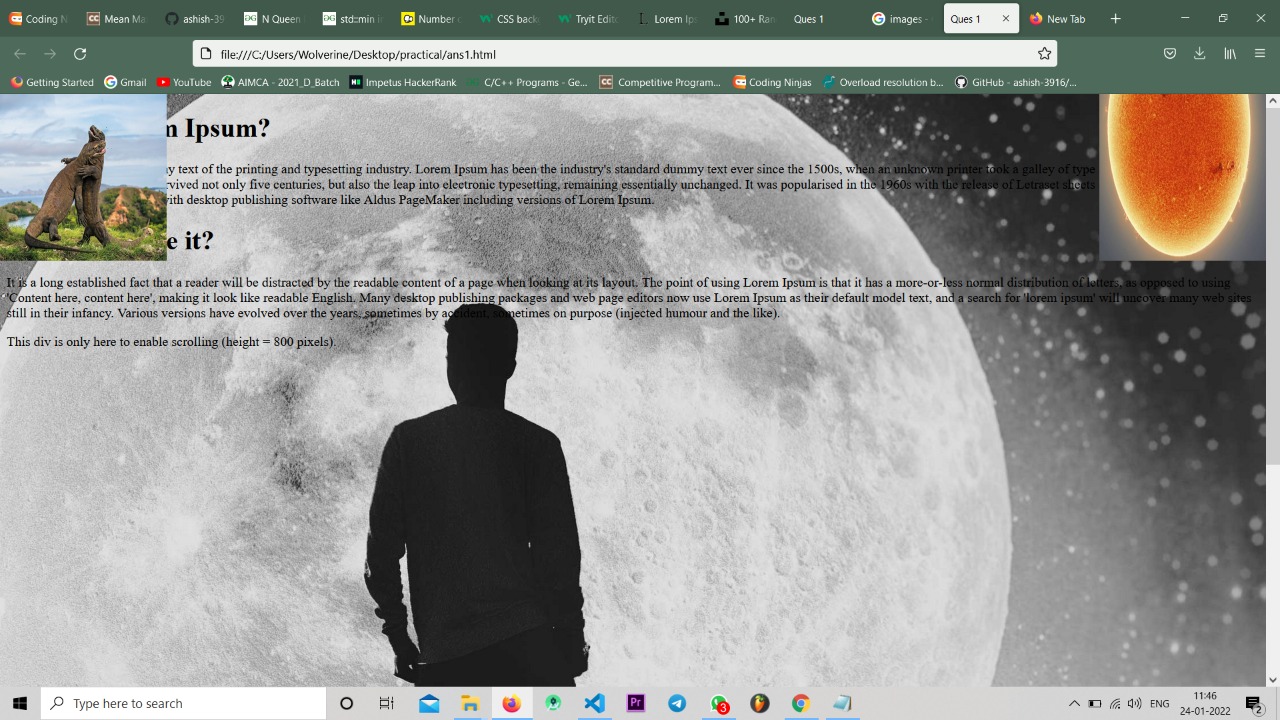 Coding N
Mean Ma
ashish-39
N Queen
std::min i
Number o
CSS back
Tryit Edito
Lorem Ips
100+ Ran
Ques 1
images -
Ques 1
New Tab
file:///C:/Users/Wolverine/Desktop/practical/ans1.html
Getting Started
Gmail
YouTube
AIMCA - 2021_D_Batch
Impetus HackerRank
C/C++ Programs - Ge...
Competitive Program...
Coding Ninjas
Overload resolution b...
GitHub - ashish-3916/...
m Ipsum?
y text of the printing and typesetting industry. Lorem Ipsum has been the industry's standard dummy text ever since the 1500s, when an unknown printer took a galley of type
rvived not only five centuries, but also the leap into electronic typesetting, remaining essentially unchanged. It was popularised in the 1960s with the release of Letraset sheets
ith desktop publishing software like Aldus PageMaker including versions of Lorem Ipsum.
e it?
It is a long established fact that a reader will be distracted by the readable content of a page when looking at its layout. The point of using Lorem Ipsum is that it has a more-or-less normal distribution of letters, as opposed to using
'Content here, content here', making it look like readable English. Many desktop publishing packages and web page editors now use Lorem Ipsum as their default model text, and a search for 'lorem ipsum' will uncover many web sites
still in their infancy. Various versions have evolved over the years, sometimes by accident, sometimes on purpose (injected humour and the like).
This div is only here to enable scrolling (height = 800 pixels).
Type here to search
Pr
3
ENG
11:46
24-01-2022
2